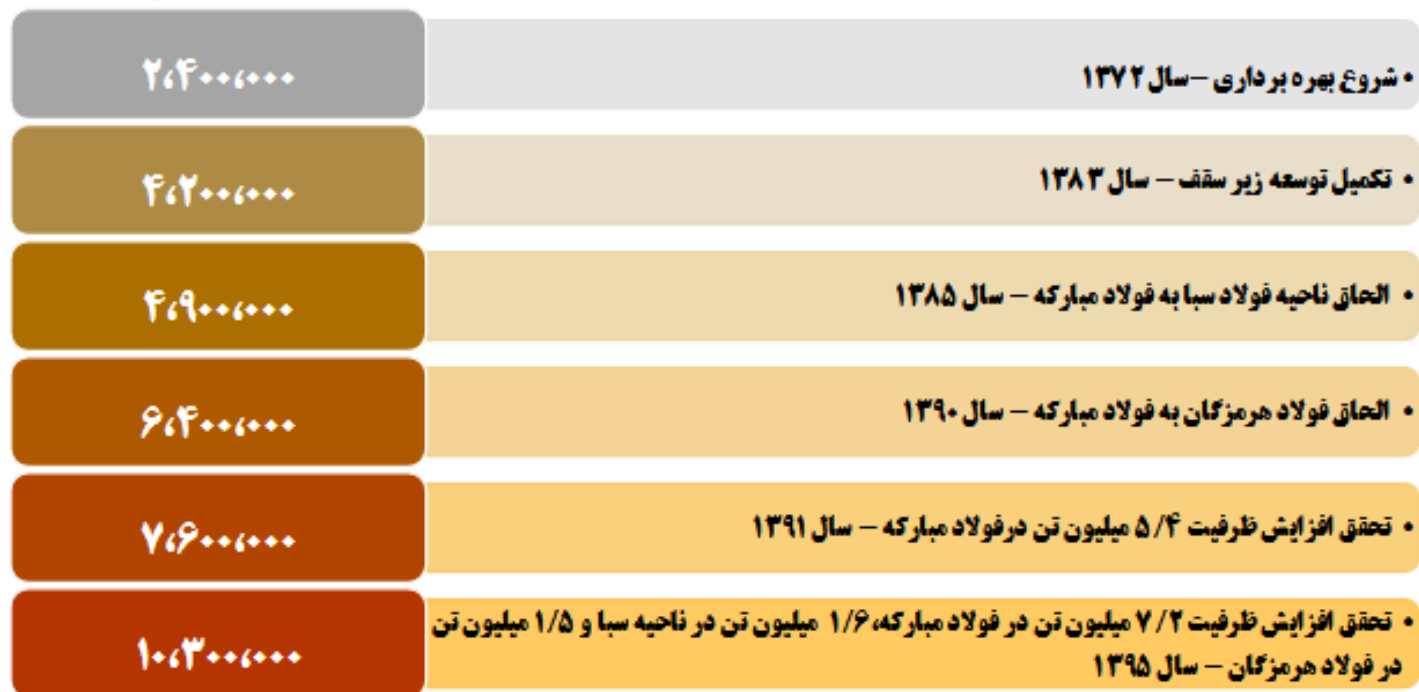 • شروع بهره برداری –سال ۱۳۷۲
۲،۴۰۰،۰۰۰
• تکمیل توسعه زیر سقف – سال ۱۳۸۳
۴،۲۰۰،۰۰۰
• الحاق ناحیه فولاد سبا به فولاد مبارکه – سال ۱۳۸۵
۴،۹۰۰،۰۰۰
• الحاق فولاد هرمزگان به فولاد مبارکه – سال ۱۳۹۰
۶،۴۰۰،۰۰۰
• تحقق افزایش ظرفیت ۵/۴ میلیون تن درفولاد مبارکه – سال ۱۳۹۱
۷،۶۰۰،۰۰۰
• تحقق افزایش ظرفیت ۷/۲ میلیون تن در فولاد مبارکه، ۱/۶ میلیون تن در ناحیه سبا و ۱/۵ میلیون تن
در فولاد هرمزگان – سال ۱۳۹۵
۱۰،۳۰۰،۰۰۰